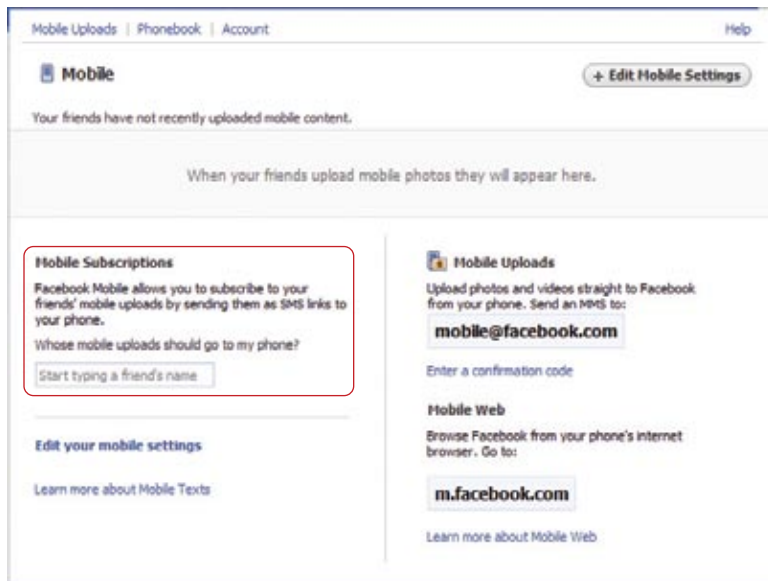 Mobile Uploads | Phonebook | Account
Help
Mobile
+ Edit Mobile Settings
Your friends have not recently uploaded mobile content.
When your friends upload mobile photos they will appear here.
Mobile Subscriptions
Facebook Mobile allows you to subscribe to your
friends' mobile uploads by sending them as SMS links to
your phone.
Whose mobile uploads should go to my phone?
Start typing a friend's name
Edit your mobile settings
Learn more about Mobile Texts
Mobile Uploads
Upload photos and videos straight to Facebook
from your phone. Send an MMS to:
mobile@facebook.com
Enter a confirmation code
Mobile Web
Browse Facebook from your phone's internet
browser. Go to:
m.facebook.com
Learn more about Mobile Web